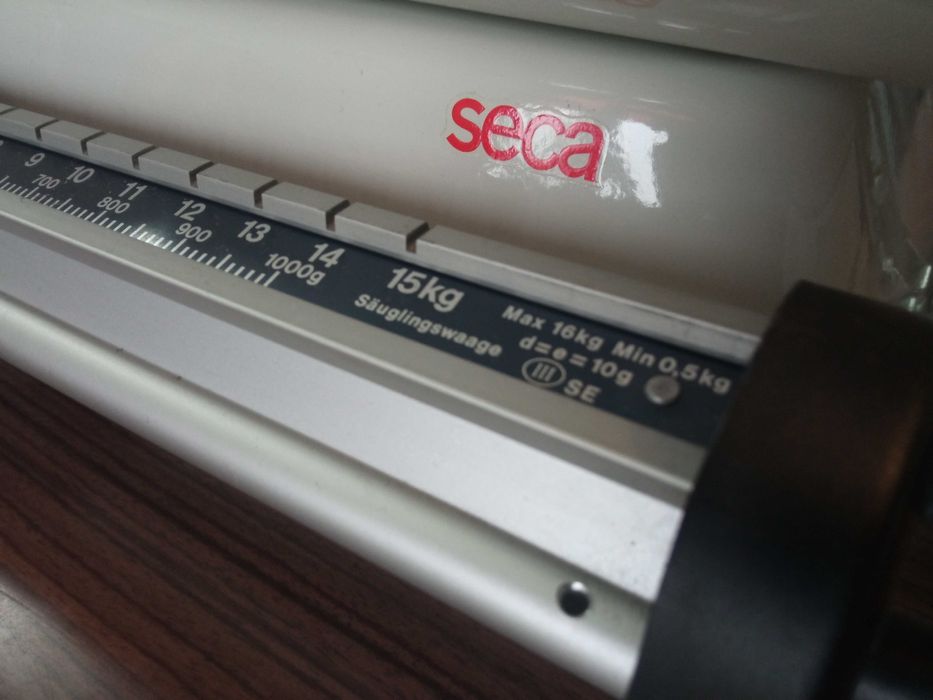 seca
9 10 11 12 13 14 15kg
700 800 900 1000g
Säuglingswaage
Max 16kg Min 0,5kg
d=e=10g
III SE